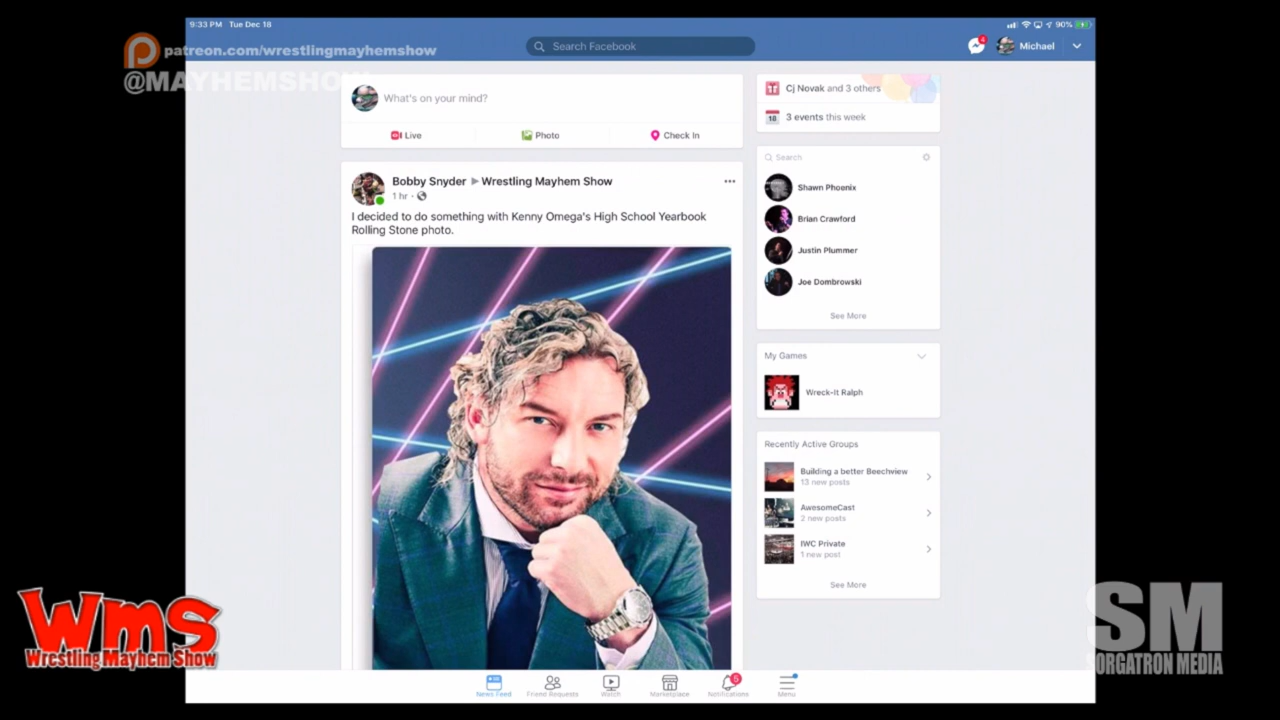 9:33 PM Tue Dec 18
90%
patreon.com/wrestlingmayhemshow
@MAYHEMSHOW
Search Facebook
4
Michael
What's on your mind?
Live
Photo
Check In
Cj Novak and 3 others
18
3 events this week
Search
Shawn Phoenix
Brian Crawford
Justin Plummer
Joe Dombrowski
See More
Bobby Snyder ▶ Wrestling Mayhem Show
1 hr ·
I decided to do something with Kenny Omega's High School Yearbook
Rolling Stone photo.
My Games
Wreck-It Ralph
Recently Active Groups
Building a better Beechview
13 new posts
AwesomeCast
2 new posts
IWC Private
1 new post
See More
WMS
Wrestling Mayhem Show
SM
SORGATRON MEDIA
News Feed
Friend Requests
Watch
Marketplace
5
Notifications
Menu